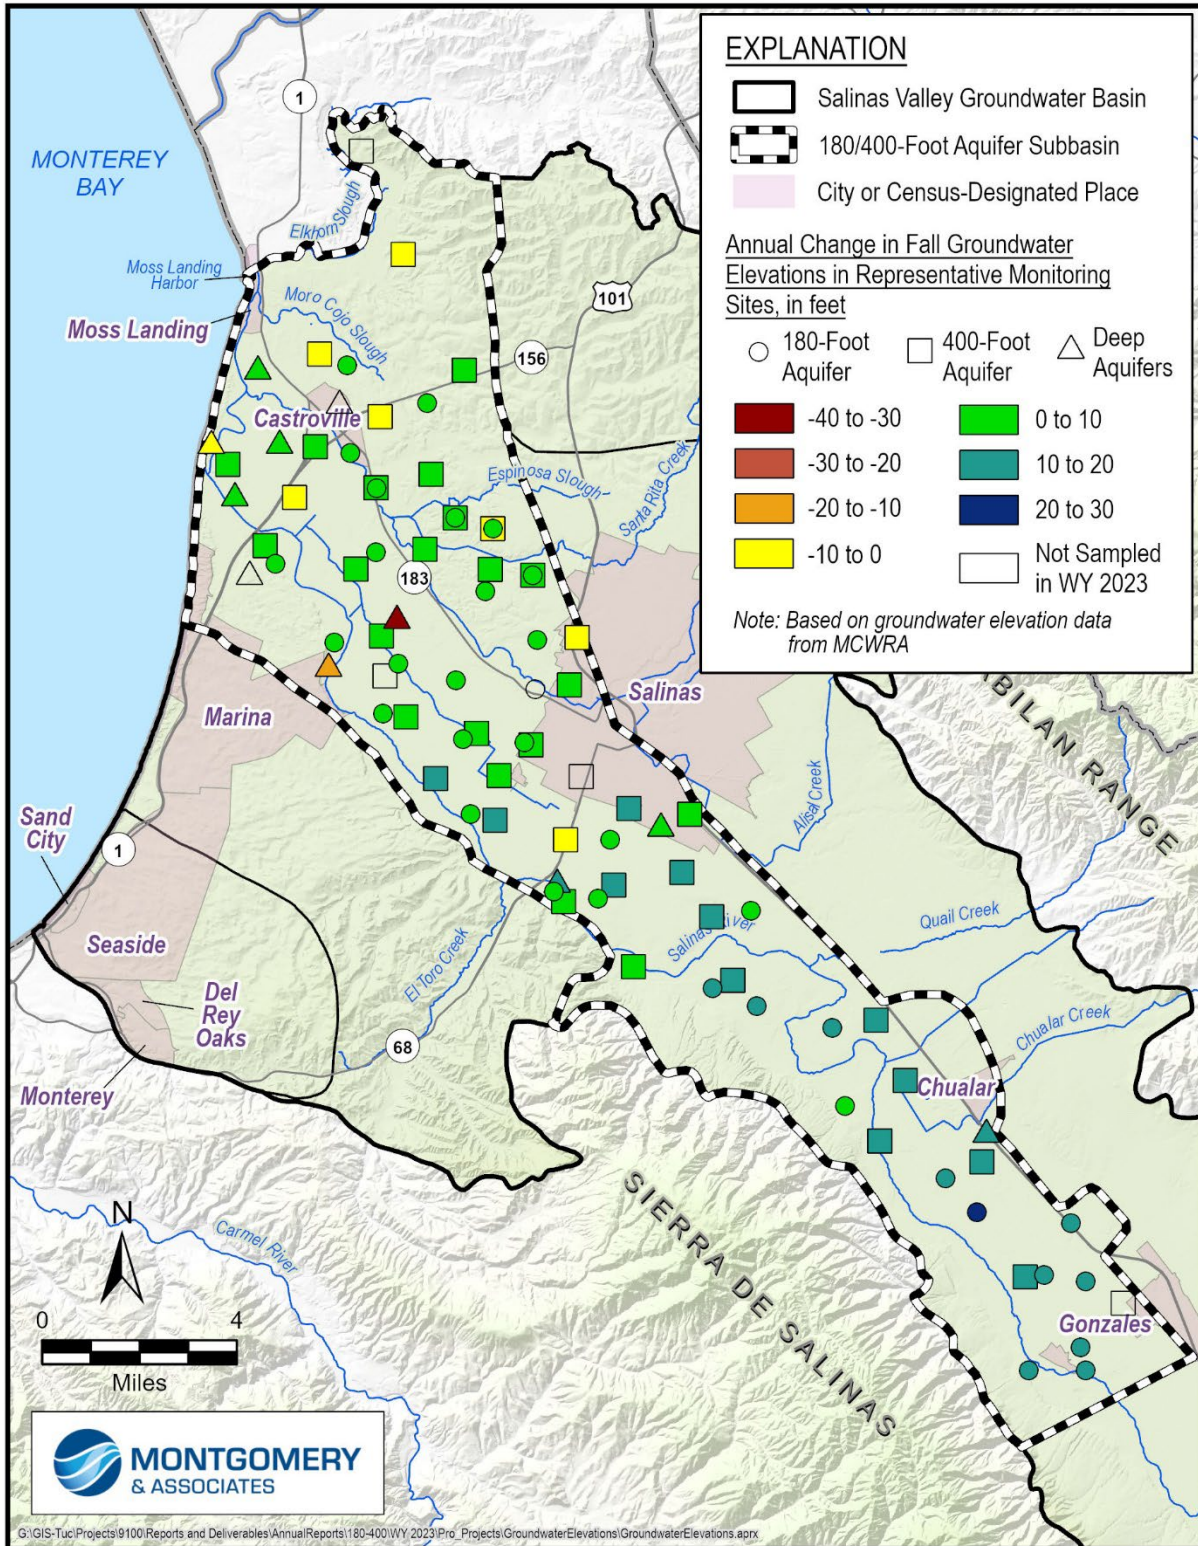 EXPLANATION
Salinas Valley Groundwater Basin
180/400-Foot Aquifer Subbasin
City or Census-Designated Place
Annual Change in Fall Groundwater
Elevations in Representative Monitoring
Sites, in feet
180-Foot
Aquifer
400-Foot
Aquifer
Deep
Aquifers
-40 to -30
-30 to -20
-20 to -10
-10 to 0
0 to 10
10 to 20
20 to 30
Not Sampled
in WY 2023
Note: Based on groundwater elevation data
from MCWRA
1
MONTEREY
BAY
Elkhorn Slough
Moss Landing
Harbor
Moss Landing
Moro Cojo Slough
101
156
Castroville
Espinosa Slough
Santa Rita Creek
183
Salinas
Marina
ABILAN RANGE
Sand
City
1
Alisal Creek
Seaside
Quail Creek
Salinas River
El Toro Creek
Del
Rey
Oaks
68
Chualar Creek
Monterey
Chualar
SIERRA DE SALINAS
Carmel River
N
0 4
Miles
Gonzales
MONTGOMERY
& ASSOCIATES
G:\GIS-Tuc\Projects\9100\Reports and Deliverables\AnnualReports\180-400\WY 2023\Pro_Projects\GroundwaterElevations\GroundwaterElevations.aprx